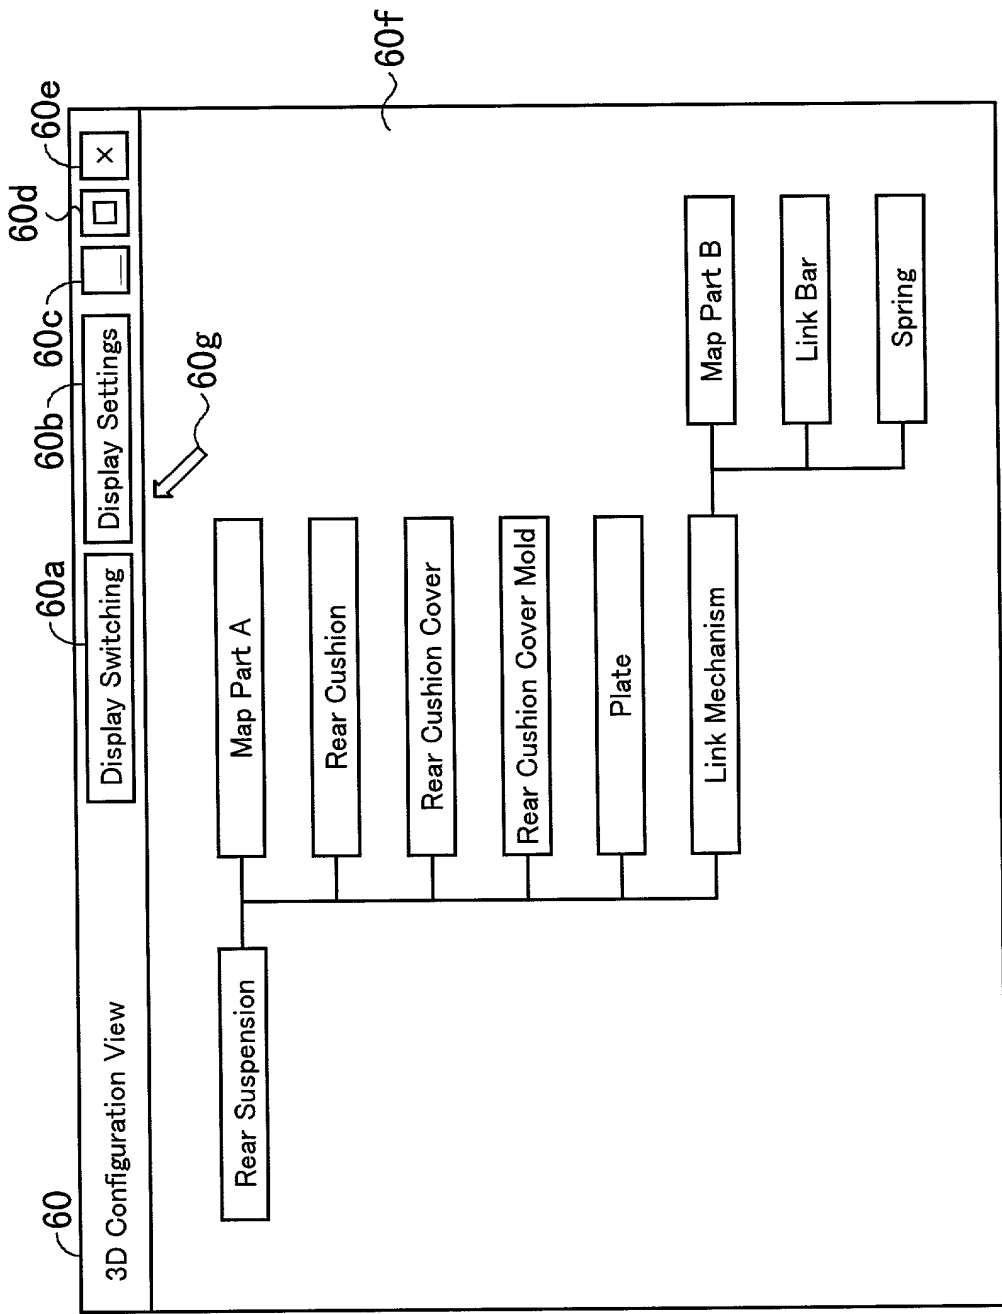 60
60a
60b
60c
60d
60e
3D Configuration View
Display Switching
Display Settings
×
60g
60f
Rear Suspension
Map Part A
Rear Cushion
Rear Cushion Cover
Rear Cushion Cover Mold
Plate
Link Mechanism
Map Part B
Link Bar
Spring